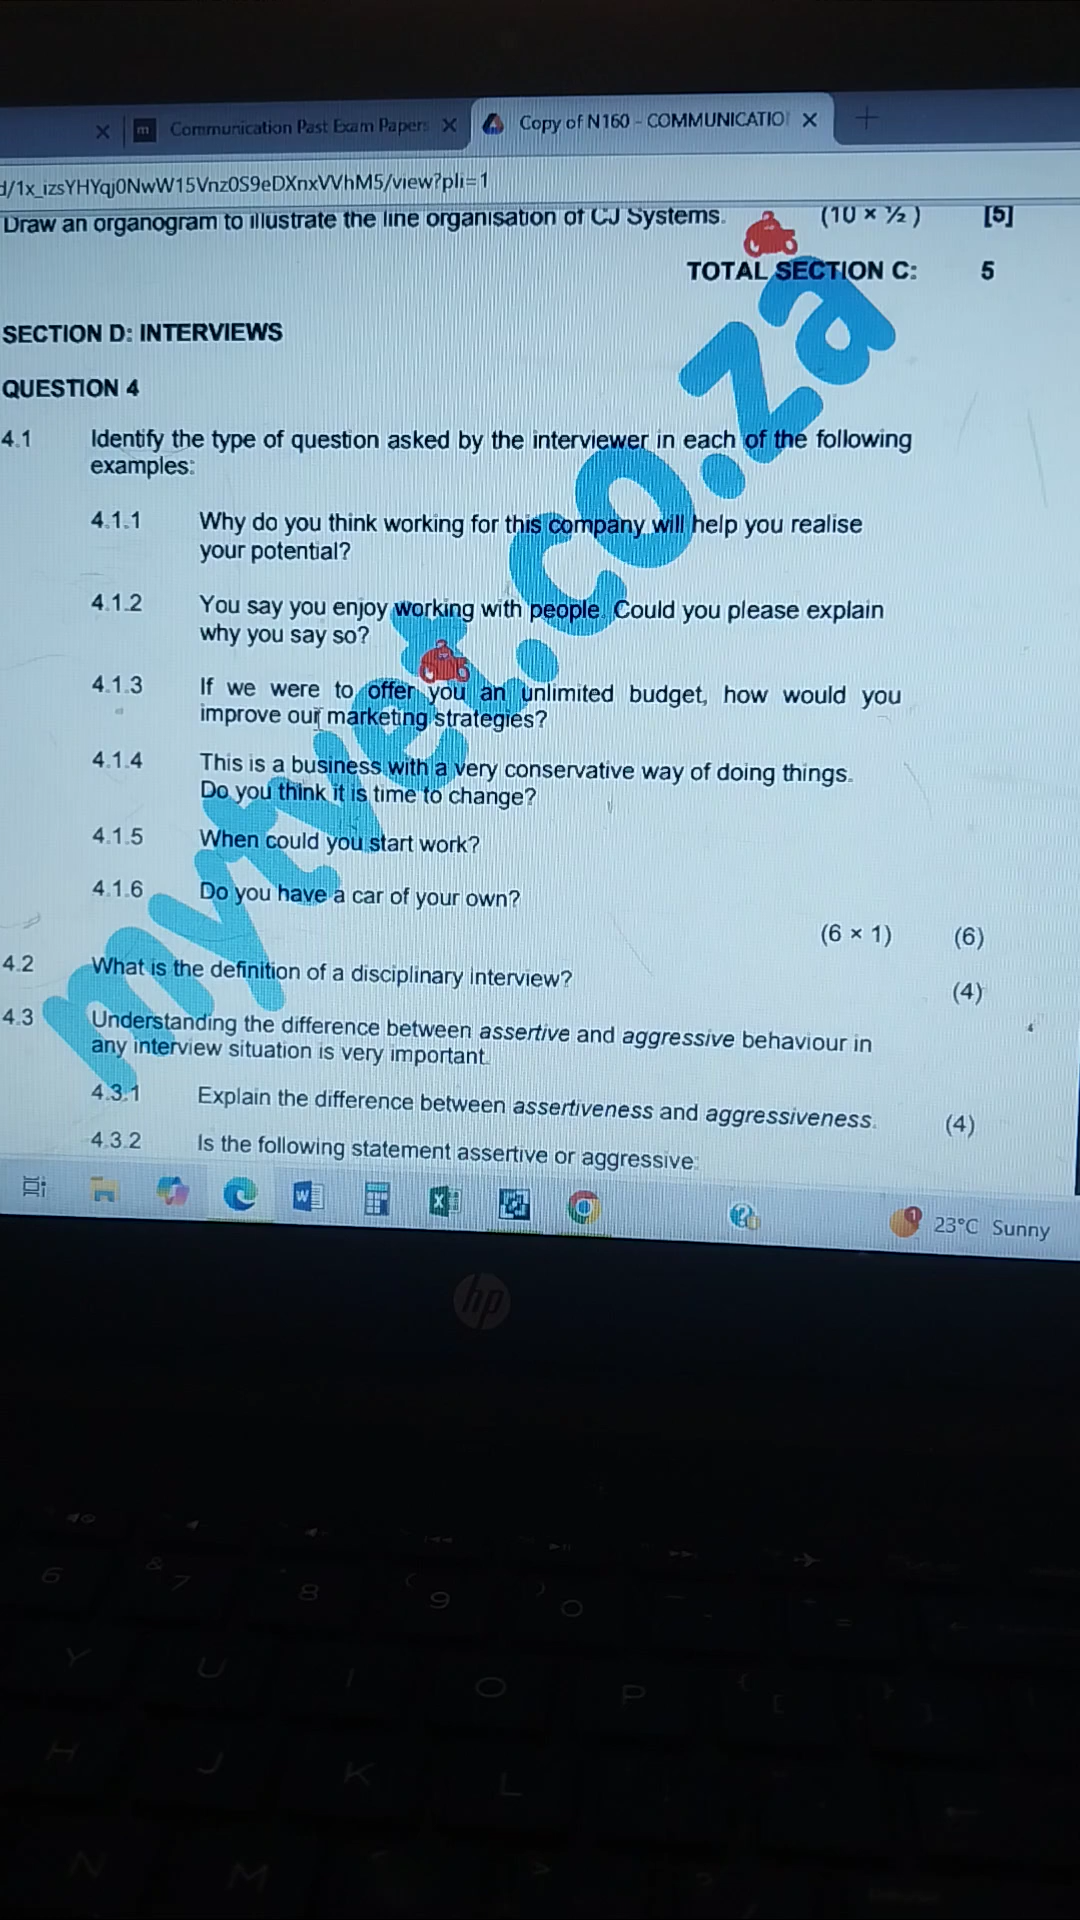 Communication Past Exam Papers
Copy of N160 - COMMUNICATIO
d/1x_izsYHYqj0NwW15Vnz0S9eDXnxVVhM5/view?pli=1
Draw an organogram to illustrate the line organisation of CJ Systems. (10 × ½ ) [5]
TOTAL SECTION C: 5
SECTION D: INTERVIEWS
QUESTION 4
4.1 Identify the type of question asked by the interviewer in each of the following
examples:
4.1.1 Why do you think working for this company will help you realise
your potential?
4.1.2 You say you enjoy working with people. Could you please explain
why you say so?
4.1.3 If we were to offer you an unlimited budget, how would you
improve our marketing strategies?
4.1.4 This is a business with a very conservative way of doing things.
Do you think it is time to change?
4.1.5 When could you start work?
4.1.6 Do you have a car of your own?
(6 × 1) (6)
4.2 What is the definition of a disciplinary interview?
(4)
4.3 Understanding the difference between assertive and aggressive behaviour in
any interview situation is very important.
4.3.1 Explain the difference between assertiveness and aggressiveness. (4)
4.3.2 Is the following statement assertive or aggressive:
mytvet.co.za
23°C Sunny
hp
6 & 7 8 ( 9 ) 0
Y U I O P { [
H J K L
N M